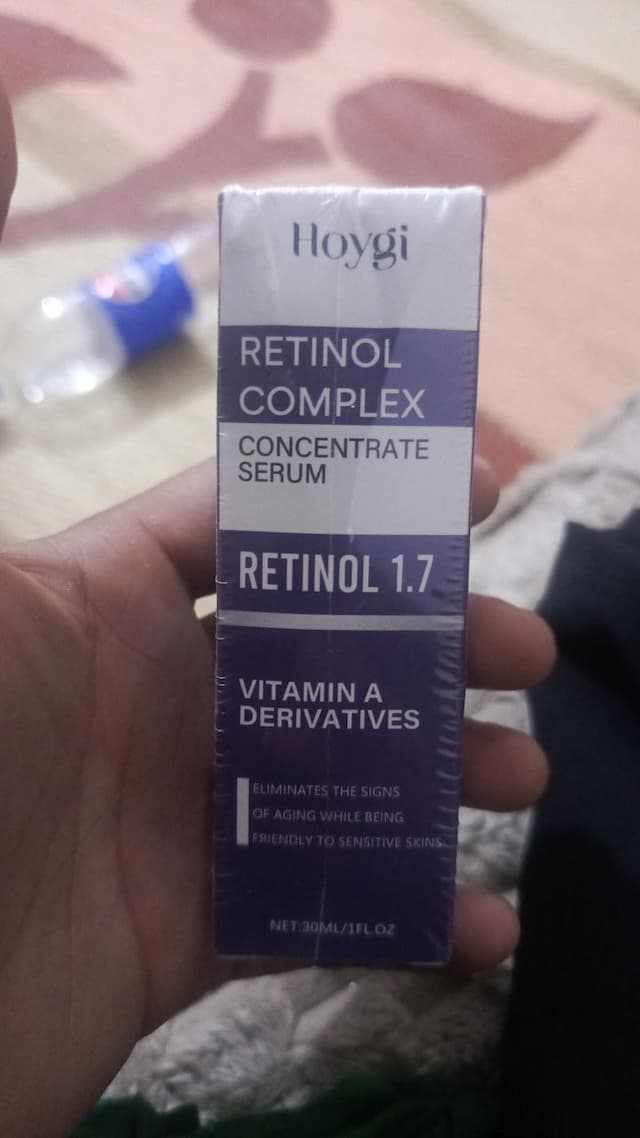 Hoygi
RETINOL
COMPLEX
CONCENTRATE
SERUM
RETINOL 1.7
VITAMIN A
DERIVATIVES
ELIMINATES THE SIGNS
OF AGING WHILE BEING
FRIENDLY TO SENSITIVE SKINS
NET:30ML/1FL.OZ